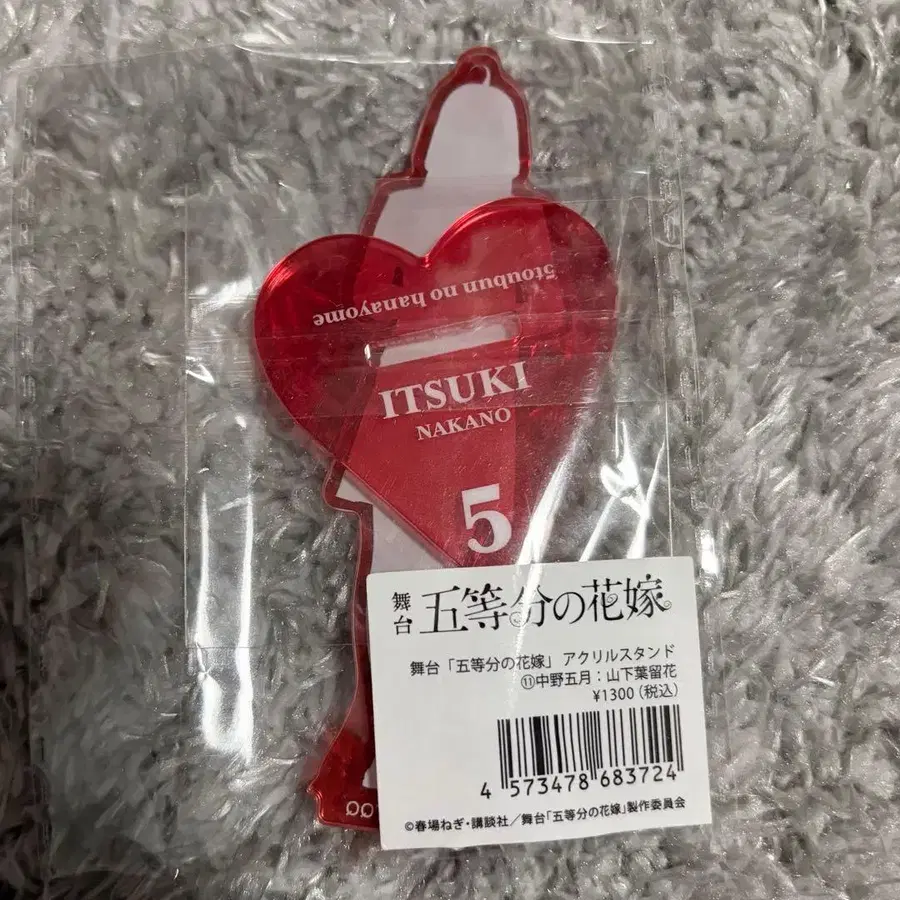 5toubun no hanayome
ITSUKI
NAKANO
5
舞台 五等分の花嫁
舞台「五等分の花嫁」 アクリルスタンド
⑪中野五月：山下葉留花
¥1300（税込）
4 573478 683724
©春場ねぎ・講談社／舞台「五等分の花嫁」製作委員会